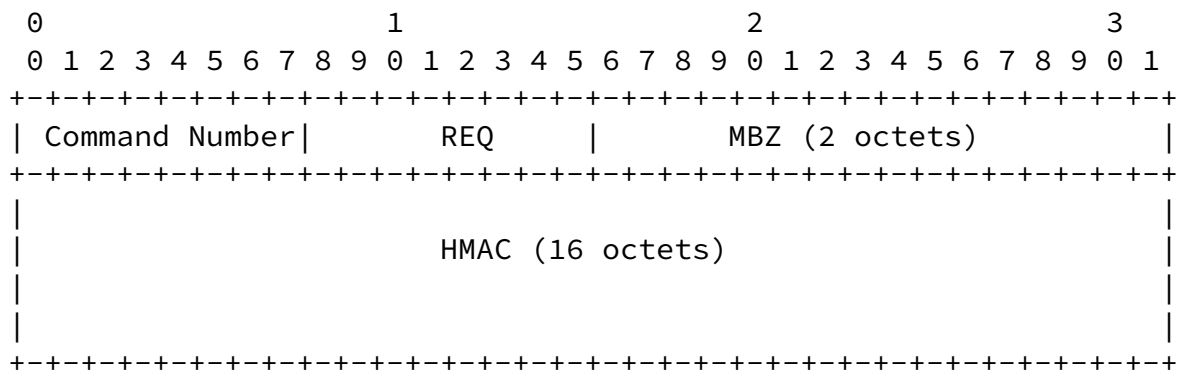 0                   1                   2                   3
 0 1 2 3 4 5 6 7 8 9 0 1 2 3 4 5 6 7 8 9 0 1 2 3 4 5 6 7 8 9 0 1
+-+-+-+-+-+-+-+-+-+-+-+-+-+-+-+-+-+-+-+-+-+-+-+-+-+-+-+-+-+-+-+-+
| Command Number|       REQ     |       MBZ (2 octets)          |
+-+-+-+-+-+-+-+-+-+-+-+-+-+-+-+-+-+-+-+-+-+-+-+-+-+-+-+-+-+-+-+-+
|                                                               |
|                       HMAC (16 octets)                        |
|                                                               |
|                                                               |
+-+-+-+-+-+-+-+-+-+-+-+-+-+-+-+-+-+-+-+-+-+-+-+-+-+-+-+-+-+-+-+-+